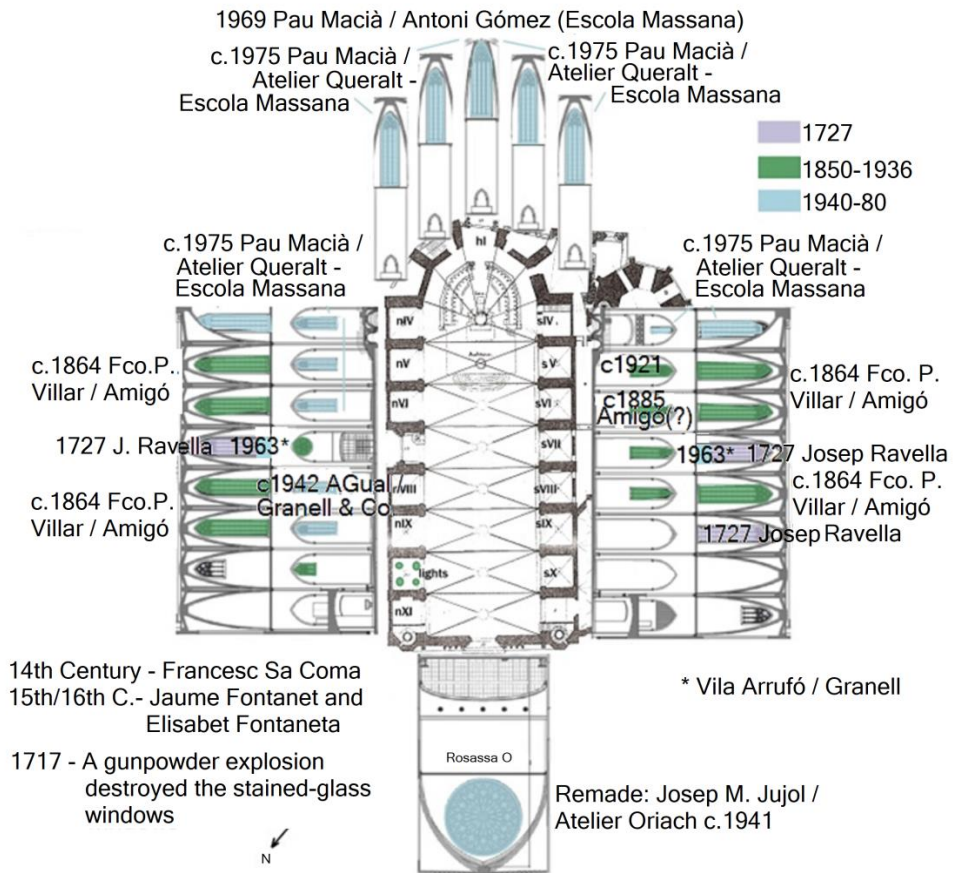 1969 Pau Macià / Antoni Gómez (Escola Massana)
c.1975 Pau Macià /
Atelier Queralt -
Escola Massana
c.1975 Pau Macià /
Atelier Queralt -
Escola Massana
1727
1850-1936
1940-80
c.1975 Pau Macià /
Atelier Queralt -
Escola Massana
c.1975 Pau Macià /
Atelier Queralt -
Escola Massana
hI
nIV
sIV
c.1864 Fco.P.
Villar / Amigó
nV
sV
c1921
c.1864 Fco. P.
Villar / Amigó
nVI
sVI
c1885
Amigó(?)
1727 J. Ravella 1963*
sVII
1963* 1727 Josep Ravella
c.1864 Fco.P.
Villar / Amigó
c1942 AGual /
Granell & Co.
nVIII
sVIII
c.1864 Fco. P.
Villar / Amigó
nIX
sIX
1727 Josep Ravella
lights
sX
nXI
14th Century - Francesc Sa Coma
15th/16th C.- Jaume Fontanet and
Elisabet Fontaneta
* Vila Arrufó / Granell
1717 - A gunpowder explosion
destroyed the stained-glass
windows
Rosassa O
Remade: Josep M. Jujol /
Atelier Oriach c.1941
N